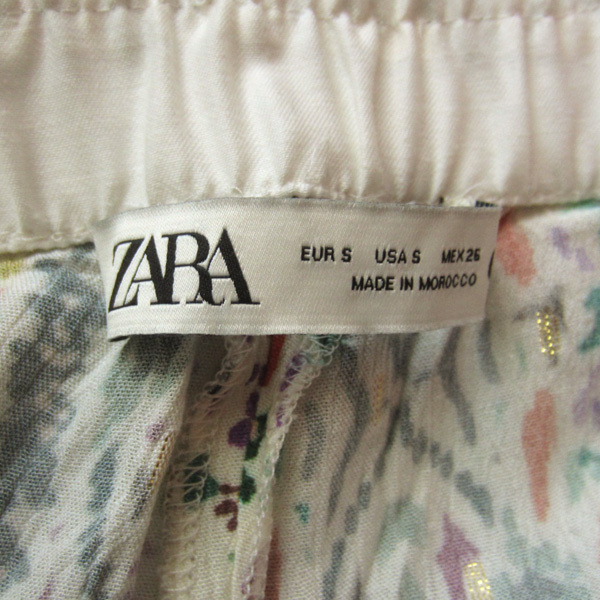 ZARA
EUR S USA S MEX 26
MADE IN MOROCCO